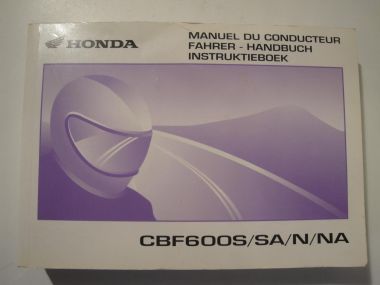 HONDA
MANUEL DU CONDUCTEUR
FAHRER - HANDBUCH
INSTRUKTIEBOEK
CBF600S/SA/N/NA